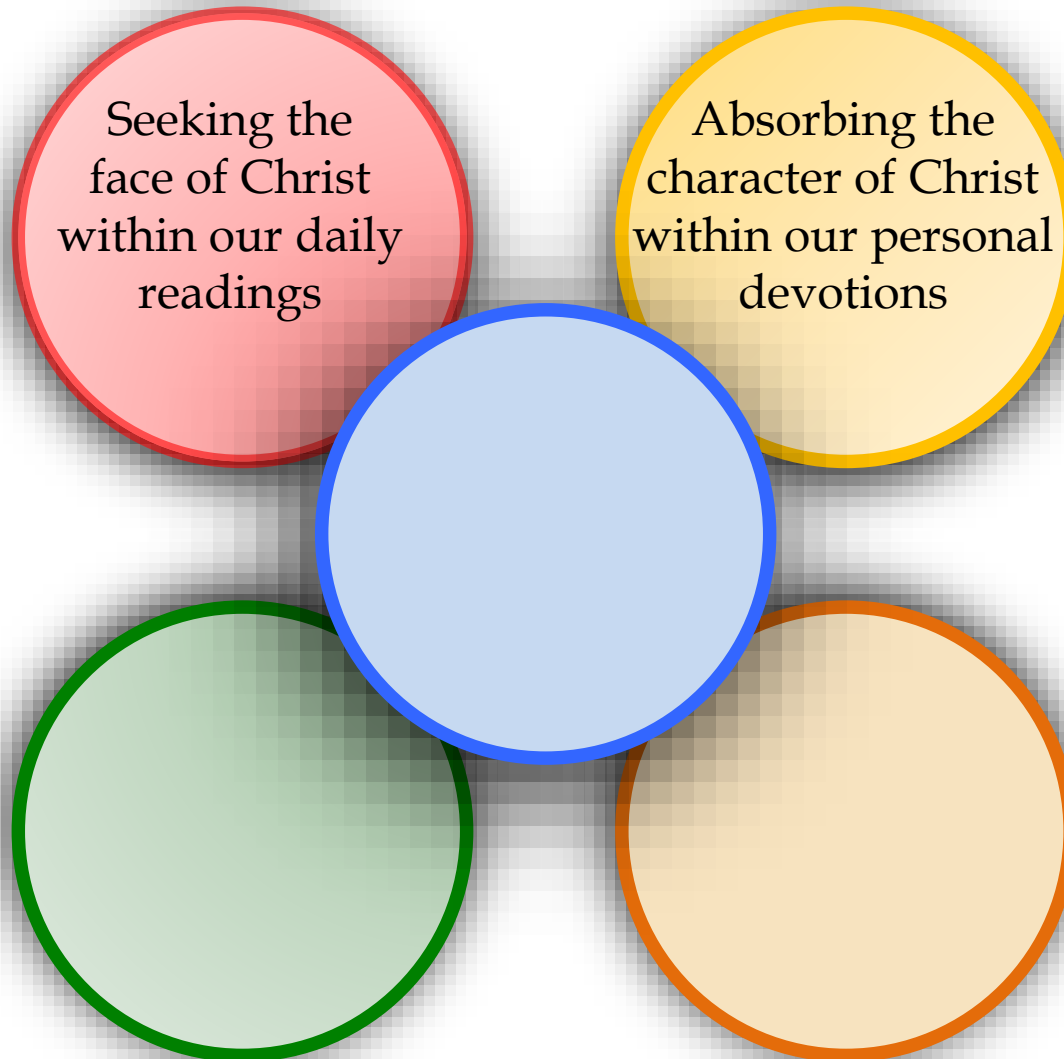 Seeking the
face of Christ
within our daily
readings
Absorbing the
character of Christ
within our personal
devotions